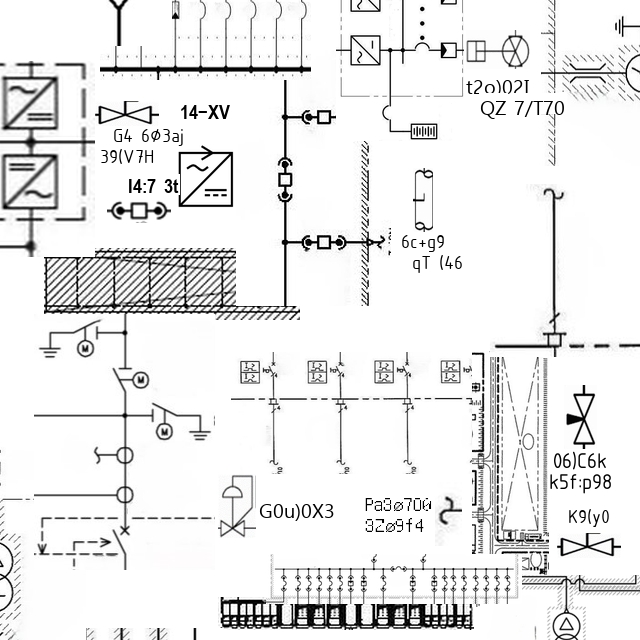 t2o)02I
QZ 7/T70
14-XV
G4 6Ø3aj
39(V7H
I4:7 3t
6c+g9
qT (46
06)C6k
k5f:p98
G0u)0X3
Pa3ø700
3Zø9f4
K9(y0